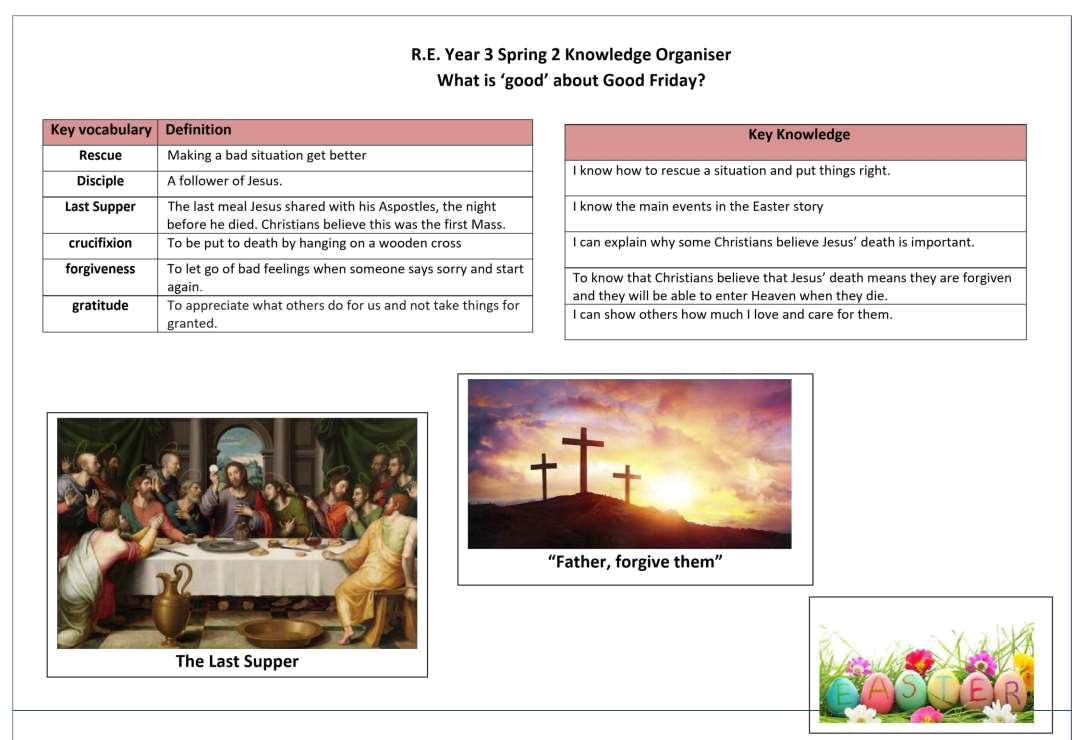 R.E. Year 3 Spring 2 Knowledge Organiser
What is ‘good’ about Good Friday?
Key vocabulary Definition
Rescue Making a bad situation get better
Disciple A follower of Jesus.
Last Supper The last meal Jesus shared with his Aspostles, the night
before he died. Christians believe this was the first Mass.
crucifixion To be put to death by hanging on a wooden cross
forgiveness To let go of bad feelings when someone says sorry and start
again.
gratitude To appreciate what others do for us and not take things for
granted.
Key Knowledge
I know how to rescue a situation and put things right.
I know the main events in the Easter story
I can explain why some Christians believe Jesus’ death is important.
To know that Christians believe that Jesus’ death means they are forgiven
and they will be able to enter Heaven when they die.
I can show others how much I love and care for them.
“Father, forgive them”
The Last Supper
EASTER